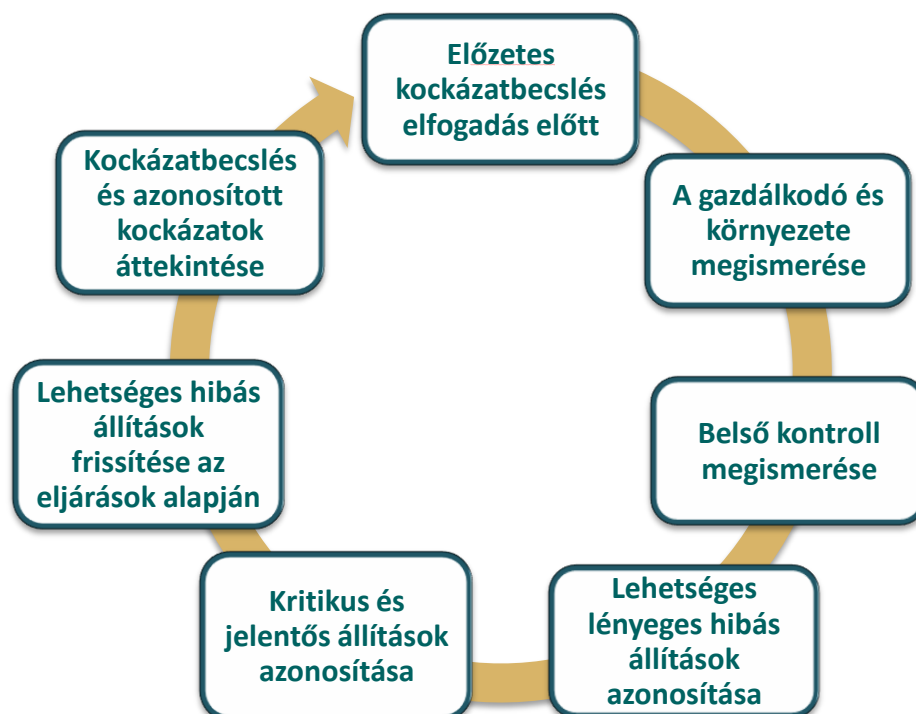 Előzetes
kockázatbecslés
elfogadás előtt
A gazdálkodó és
környezete
megismerése
Belső kontroll
megismerése
Lehetséges
lényeges hibás
állítások
azonosítása
Kritikus és
jelentős állítások
azonosítása
Lehetséges hibás
állítások
frissítése az
eljárások alapján
Kockázatbecslés
és azonosított
kockázatok
áttekintése